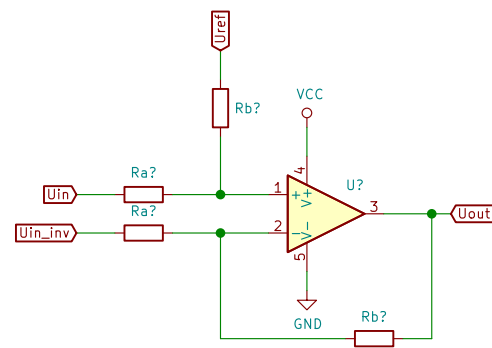 Uref
Rb?
VCC
Ra?
4
U?
Uin
1
+
V+
3
Ra?
Uout
Uin_inv
2
-
V-
5
GND
Rb?